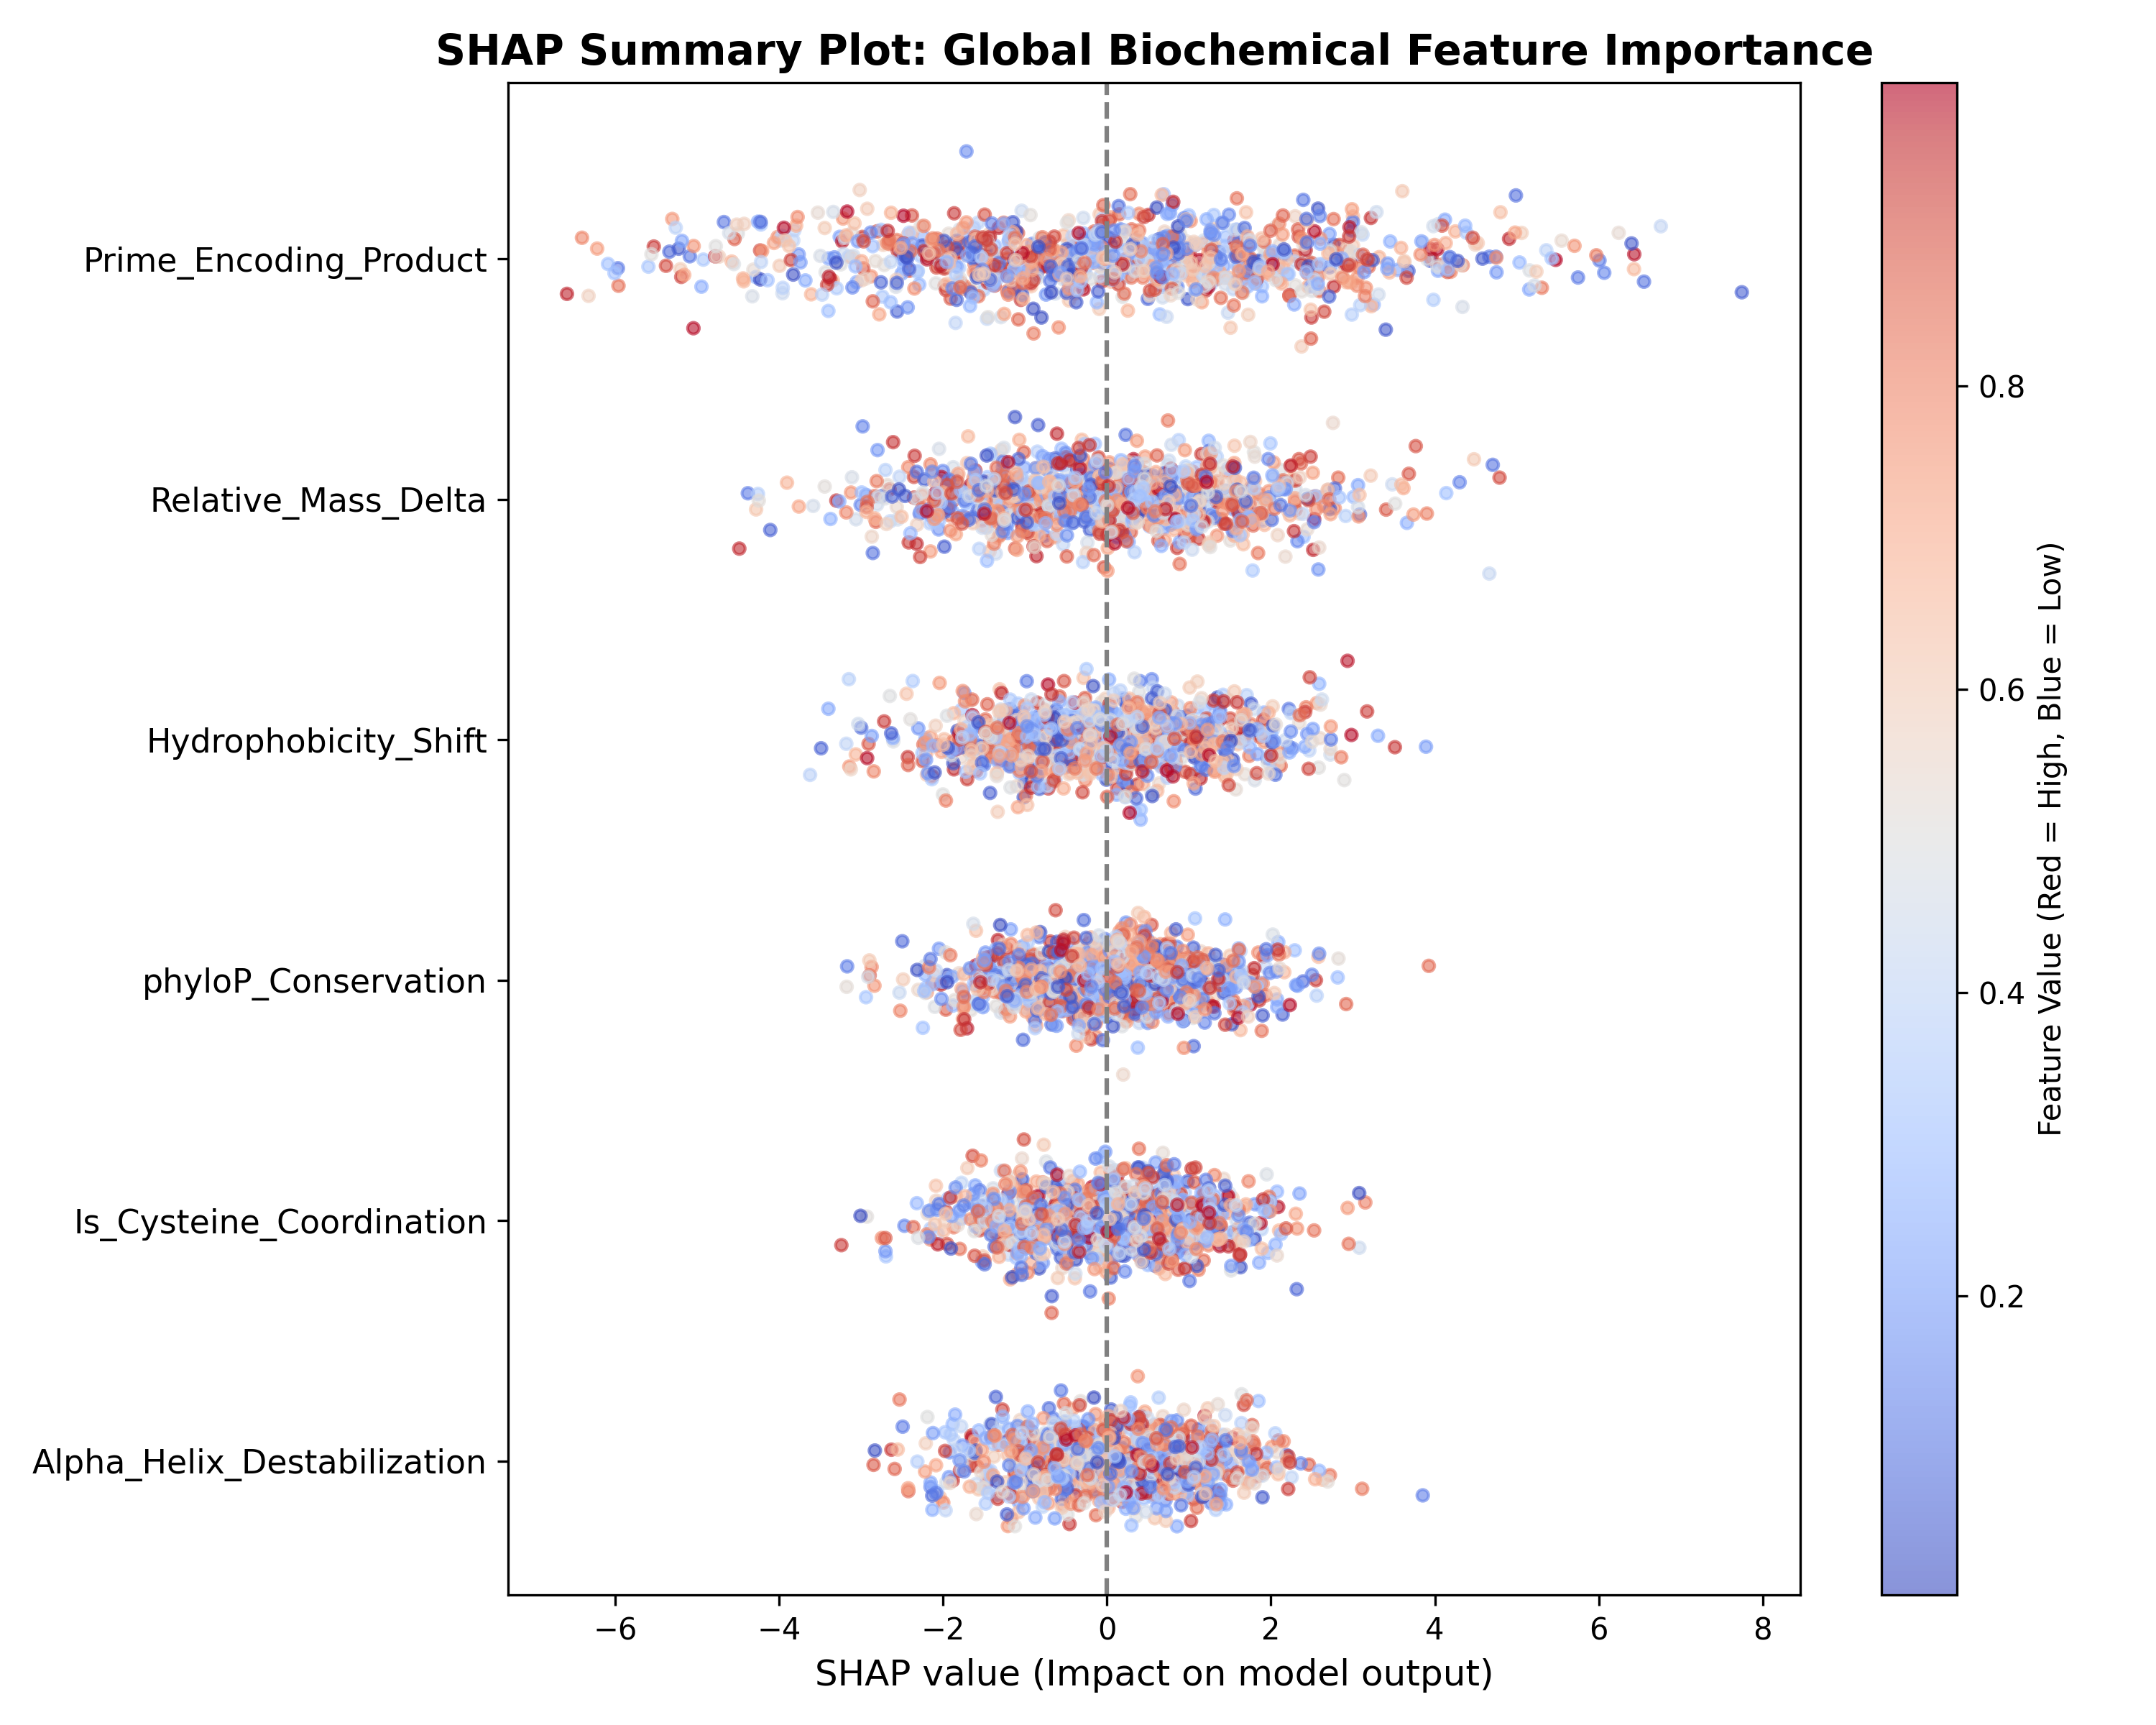 SHAP Summary Plot: Global Biochemical Feature Importance
Prime_Encoding_Product
Relative_Mass_Delta
Hydrophobicity_Shift
phyloP_Conservation
Is_Cysteine_Coordination
Alpha_Helix_Destabilization
−6 −4 −2 0 2 4 6 8
SHAP value (Impact on model output)
0.8
0.6
0.4
0.2
Feature Value (Red = High, Blue = Low)